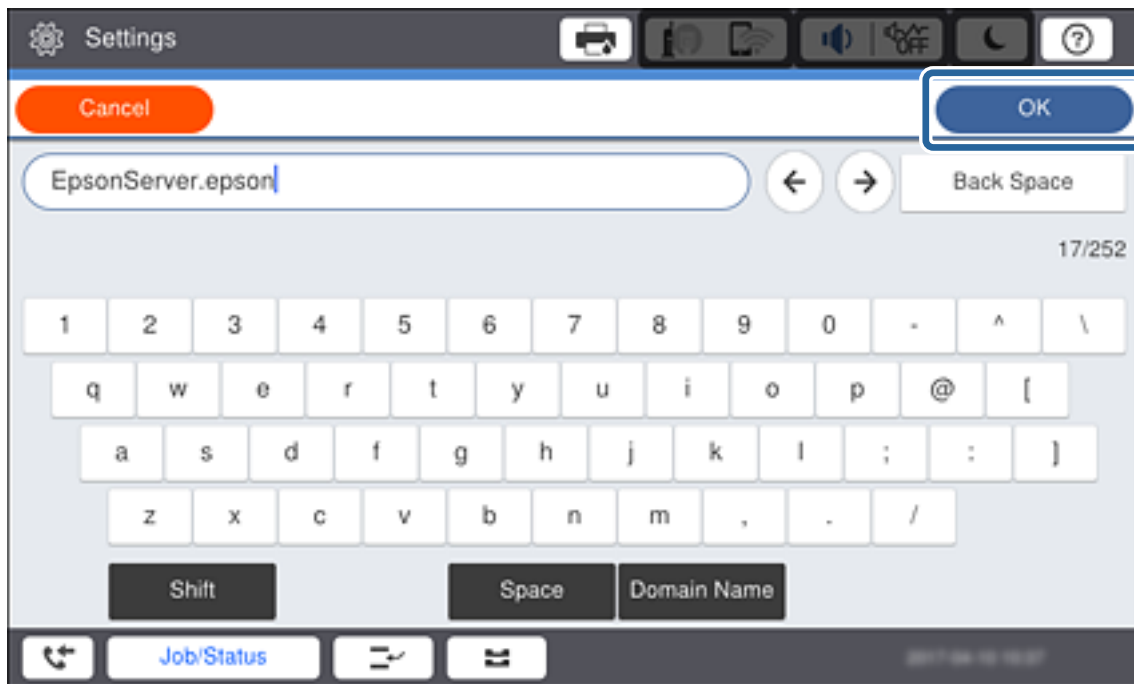 Settings
OFF
?
Cancel
OK
EpsonServer.epson
← → Back Space
17/252
1 2 3 4 5 6 7 8 9 0 - ^ \
q w e r t y u i o p @ [
a s d f g h j k l ; : ]
z x c v b n m , . /
Shift Space Domain Name
Job/Status